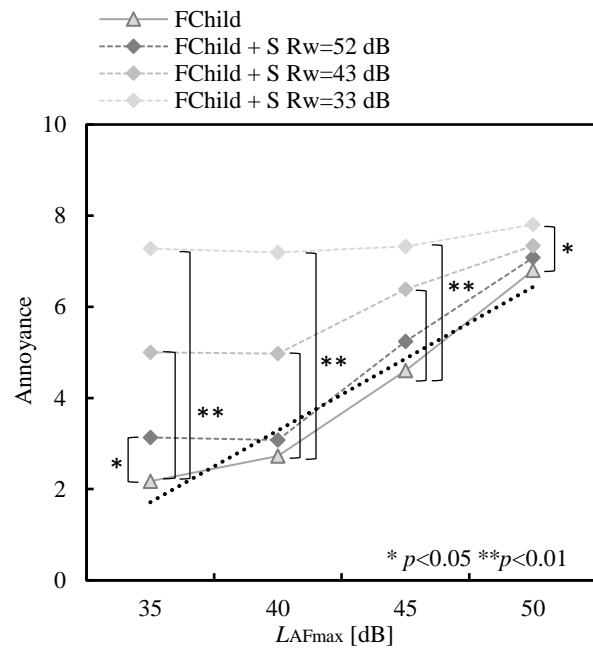 FChild
FChild + S Rw=52 dB
FChild + S Rw=43 dB
FChild + S Rw=33 dB
10
8
6
4
2
0
Annoyance
*
**
**
**
*
* p<0.05 **p<0.01
35 40 45 50
LAFmax [dB]